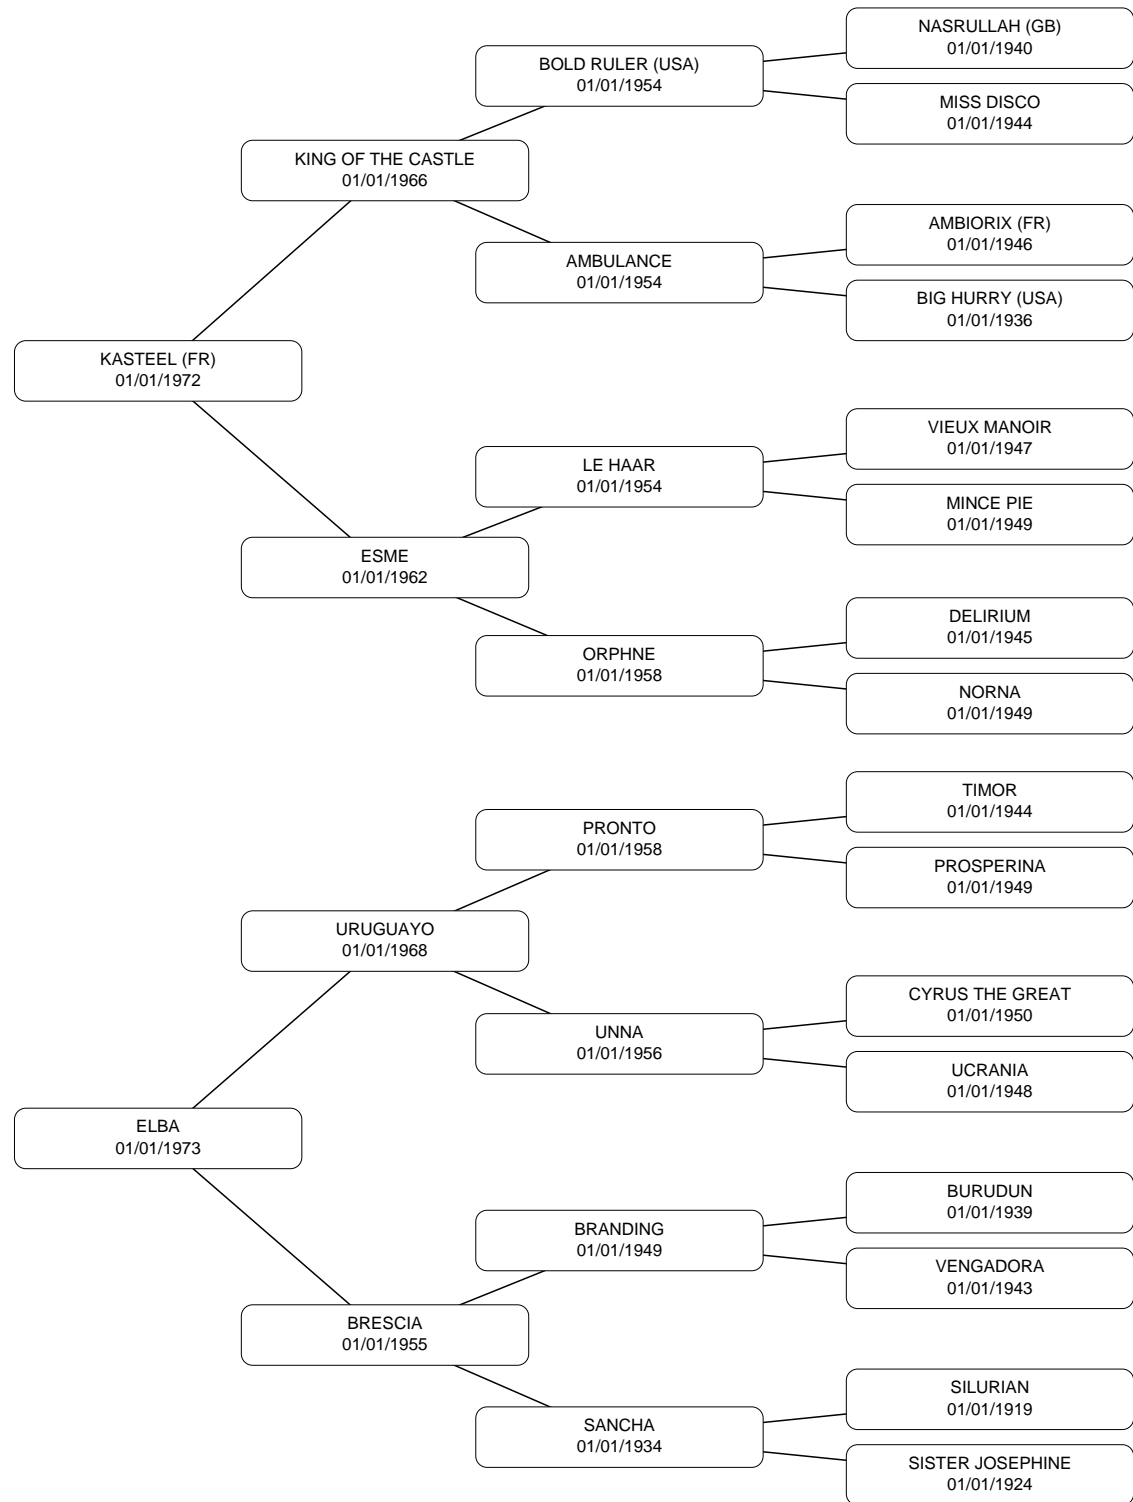 NASRULLAH (GB)
01/01/1940
BOLD RULER (USA)
01/01/1954
MISS DISCO
01/01/1944
KING OF THE CASTLE
01/01/1966
AMBIORIX (FR)
01/01/1946
AMBULANCE
01/01/1954
BIG HURRY (USA)
01/01/1936
KASTEEL (FR)
01/01/1972
VIEUX MANOIR
01/01/1947
LE HAAR
01/01/1954
MINCE PIE
01/01/1949
ESME
01/01/1962
DELIRIUM
01/01/1945
ORPHNE
01/01/1958
NORNA
01/01/1949
TIMOR
01/01/1944
PRONTO
01/01/1958
PROSPERINA
01/01/1949
URUGUAYO
01/01/1968
CYRUS THE GREAT
01/01/1950
UNNA
01/01/1956
UCRANIA
01/01/1948
ELBA
01/01/1973
BURUDUN
01/01/1939
BRANDING
01/01/1949
VENGADORA
01/01/1943
BRESCIA
01/01/1955
SILURIAN
01/01/1919
SANCHA
01/01/1934
SISTER JOSEPHINE
01/01/1924